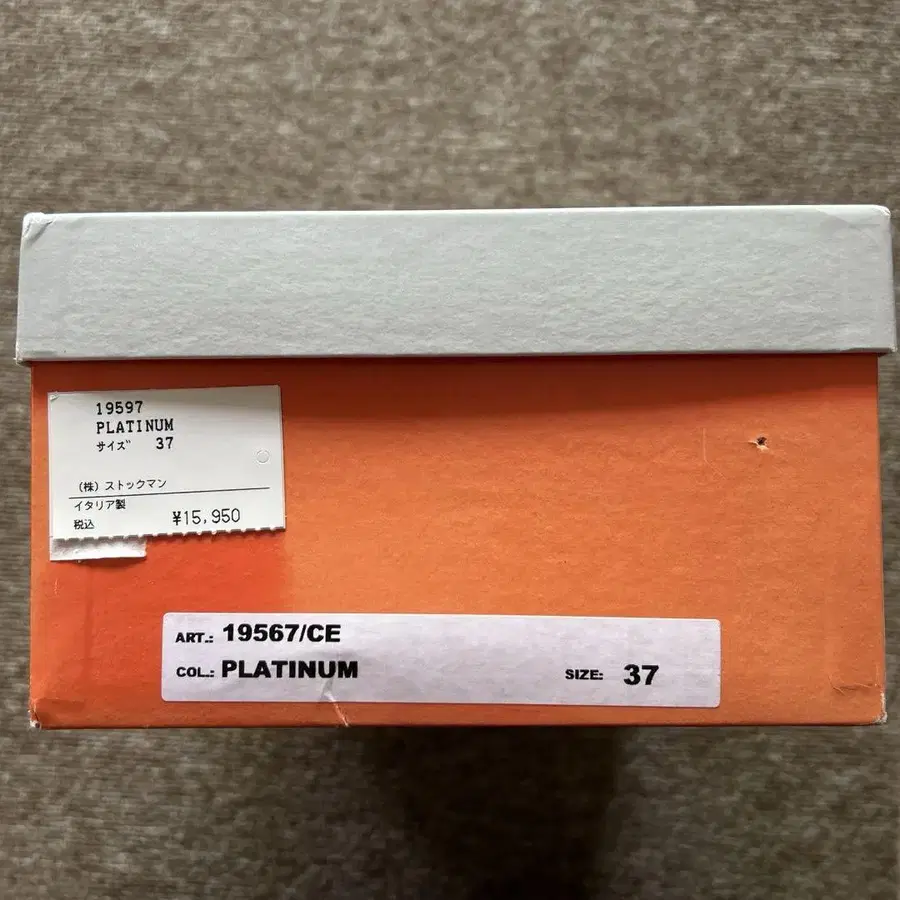 19597
PLATINUM
サイズ 37
(株)ストックマン
イタリア製
税込 ¥15,950
ART.: 19567/CE
COL.: PLATINUM SIZE: 37